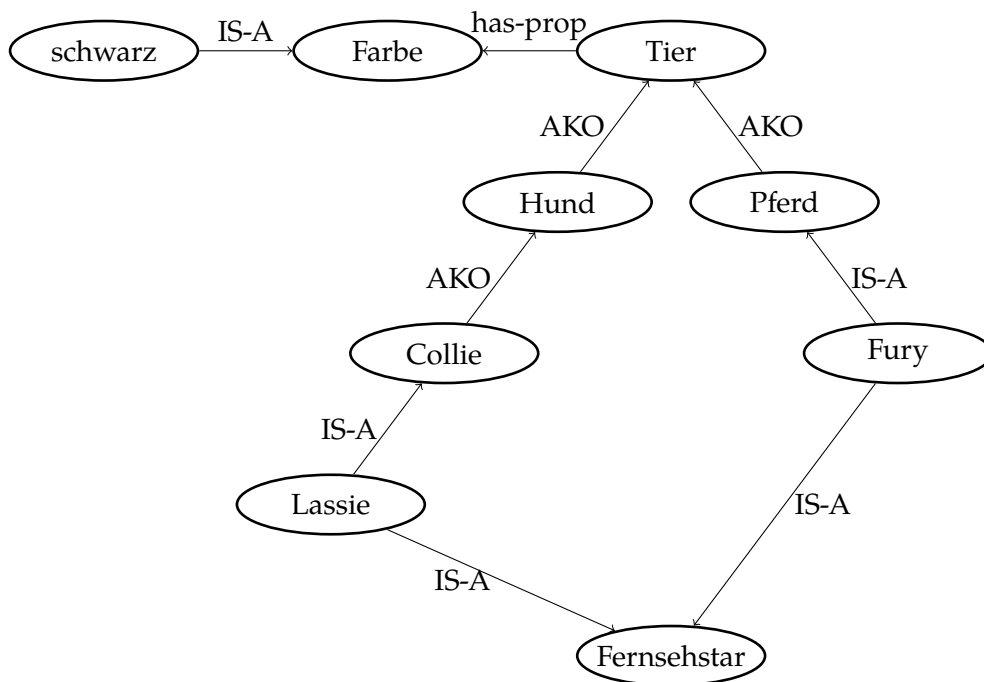 has-prop
IS-A
schwarz
Farbe
Tier
AKO
AKO
Hund
Pferd
AKO
IS-A
Collie
Fury
IS-A
Lassie
IS-A
IS-A
Fernsehstar